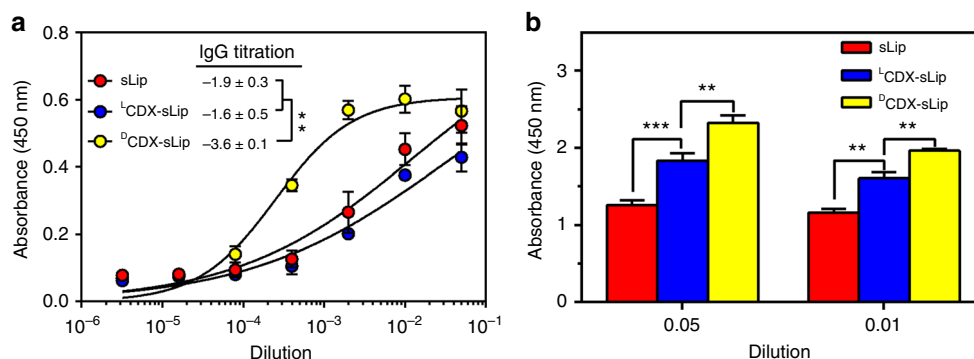 a
Absorbance (450 nm)
0.8
0.6
0.4
0.2
0.0
IgG titration
sLip
–1.9 ± 0.3
ᴸCDX-sLip
–1.6 ± 0.5
ᴰCDX-sLip
–3.6 ± 0.1
**
10⁻⁶ 10⁻⁵ 10⁻⁴ 10⁻³ 10⁻² 10⁻¹
Dilution
b
Absorbance (450 nm)
3
2
1
0
sLip
ᴸCDX-sLip
ᴰCDX-sLip
**
***
**
**
0.05 0.01
Dilution